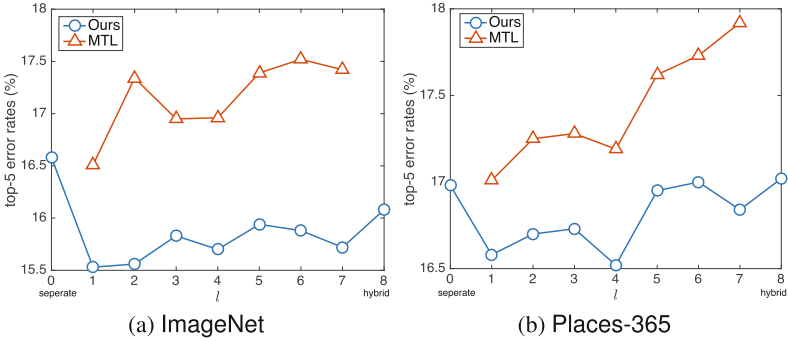 Ours
MTL
top-5 error rates (%)
18
17.5
17
16.5
16
15.5
0 1 2 3 4 5 6 7 8
seperate l hybrid
(a) ImageNet
Ours
MTL
top-5 error rates (%)
18
17.5
17
16.5
0 1 2 3 4 5 6 7 8
seperate l hybrid
(b) Places-365